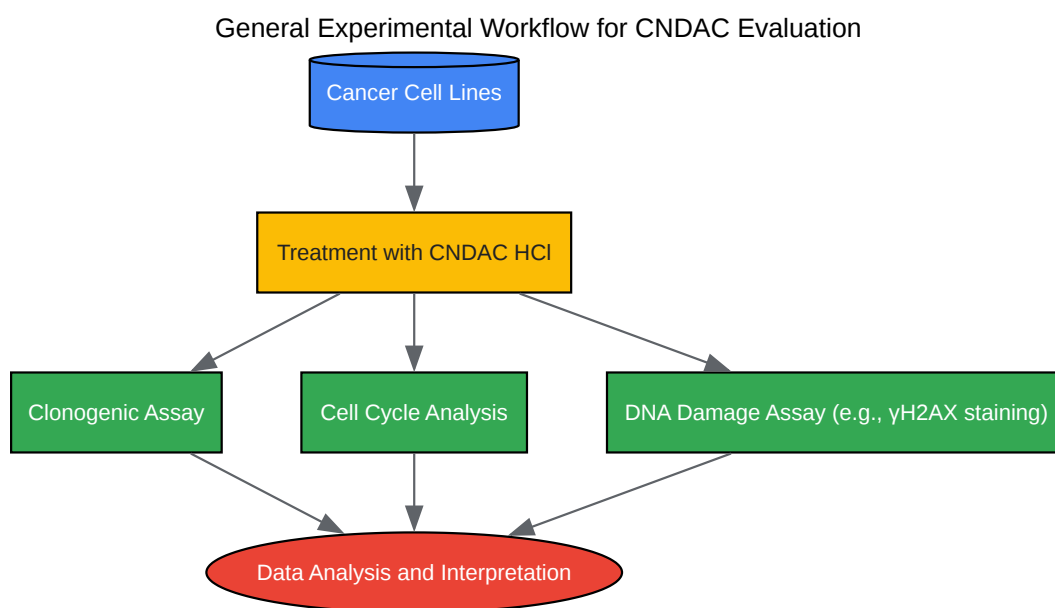 General Experimental Workflow for CNDAC Evaluation
Cancer Cell Lines
Treatment with CNDAC HCl
Clonogenic Assay
Cell Cycle Analysis
DNA Damage Assay (e.g., γH2AX staining)
Data Analysis and Interpretation